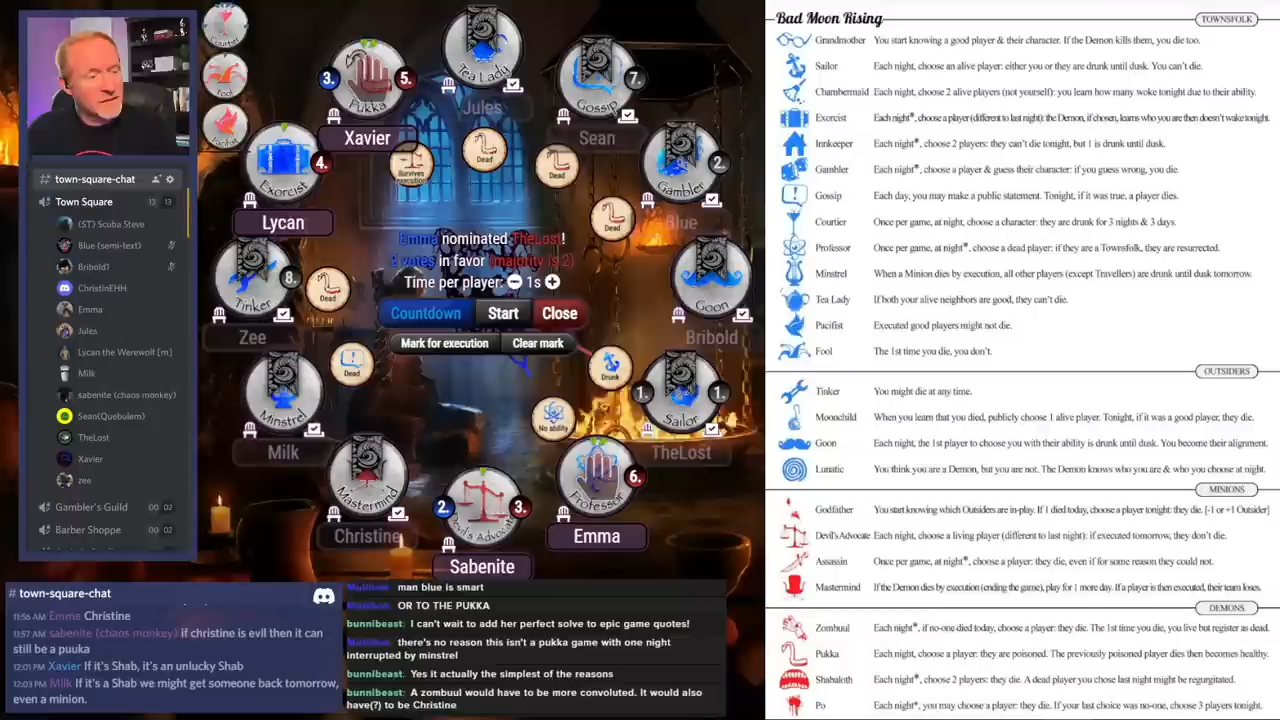 Courtier
Fool
Pacifist
# town-square-chat
Town Square 13 13
(ST) Scuba Steve
Blue (semi-text)
Bribold1
ChristinEHH
Emma
Jules
Lycan the Werewolf [m]
Milk
sabenite (chaos monkey)
Sean(Quebulem)
TheLost
Xavier
zee
Gambler's Guild 00 02
Barber Shoppe 00 02
Tea Lady
Jules
Pukka
3.
5.
Xavier
Gossip
7.
Sean
Exorcist
4.
Lycan
Survives execution
Dead
Dead
Gambler
2.
Blue
Dead
Tinker
8.
Dead
Zee
Goon
Bribold
Emma nominated TheLost!
2 votes in favor (majority is 2)
Time per player: 1s
Countdown Start Close
Mark for execution Clear mark
Minstrel
Milk
Dead
Drunk
No ability
1.
1.
Sailor
TheLost
Mastermind
Christine
2.
3.
Devil's Advocate
Sabenite
Professor
6.
Emma
# town-square-chat
11:56 AM Emma Christine
11:57 AM sabenite (chaos monkey) if christine is evil then it can
still be a puuka
12:01 PM Xavier If it's Shab, it's an unlucky Shab
12:03 PM Milk If it's a Shab we might get someone back tomorrow,
even a minion.
man blue is smart
OR TO THE PUKKA
bunnibeast: I can't wait to add her perfect solve to epic game quotes!
there's no reason this isn't a pukka game with one night
interrupted by minstrel
bunnibeast: Yes it actually the simplest of the reasons
bunnibeast: A zombuul would have to be more convoluted. It would also
have(?) to be Christine
Bad Moon Rising
TOWNSFOLK
Grandmother You start knowing a good player & their character. If the Demon kills them, you die too.
Sailor Each night, choose an alive player: either you or they are drunk until dusk. You can't die.
Chambermaid Each night, choose 2 alive players (not yourself): you learn how many woke tonight due to their ability.
Exorcist Each night*, choose a player (different to last night): the Demon, if chosen, learns who you are then doesn't wake tonight.
Innkeeper Each night*, choose 2 players: they can't die tonight, but 1 is drunk until dusk.
Gambler Each night*, choose a player & guess their character: if you guess wrong, you die.
Gossip Each day, you may make a public statement. Tonight, if it was true, a player dies.
Courtier Once per game, at night, choose a character: they are drunk for 3 nights & 3 days.
Professor Once per game, at night*, choose a dead player: if they are a Townsfolk, they are resurrected.
Minstrel When a Minion dies by execution, all other players (except Travellers) are drunk until dusk tomorrow.
Tea Lady If both your alive neighbors are good, they can't die.
Pacifist Executed good players might not die.
Fool The 1st time you die, you don't.
OUTSIDERS
Tinker You might die at any time.
Moonchild When you learn that you died, publicly choose 1 alive player. Tonight, if it was a good player, they die.
Goon Each night, the 1st player to choose you with their ability is drunk until dusk. You become their alignment.
Lunatic You think you are a Demon, but you are not. The Demon knows who you are & who you choose at night.
MINIONS
Godfather You start knowing which Outsiders are in-play. If 1 died today, choose a player tonight: they die. [-1 or +1 Outsider]
Devil's Advocate Each night, choose a living player (different to last night): if executed tomorrow, they don't die.
Assassin Once per game, at night*, choose a player: they die, even if for some reason they could not.
Mastermind If the Demon dies by execution (ending the game), play for 1 more day. If a player is then executed, their team loses.
DEMONS
Zombuul Each night*, if no-one died today, choose a player: they die. The 1st time you die, you live but register as dead.
Pukka Each night, choose a player: they are poisoned. The previously poisoned player dies then becomes healthy.
Shabaloth Each night*, choose 2 players: they die. A dead player you chose last night might be regurgitated.
Po Each night*, you may choose a player: they die. If your last choice was no-one, choose 3 players tonight.